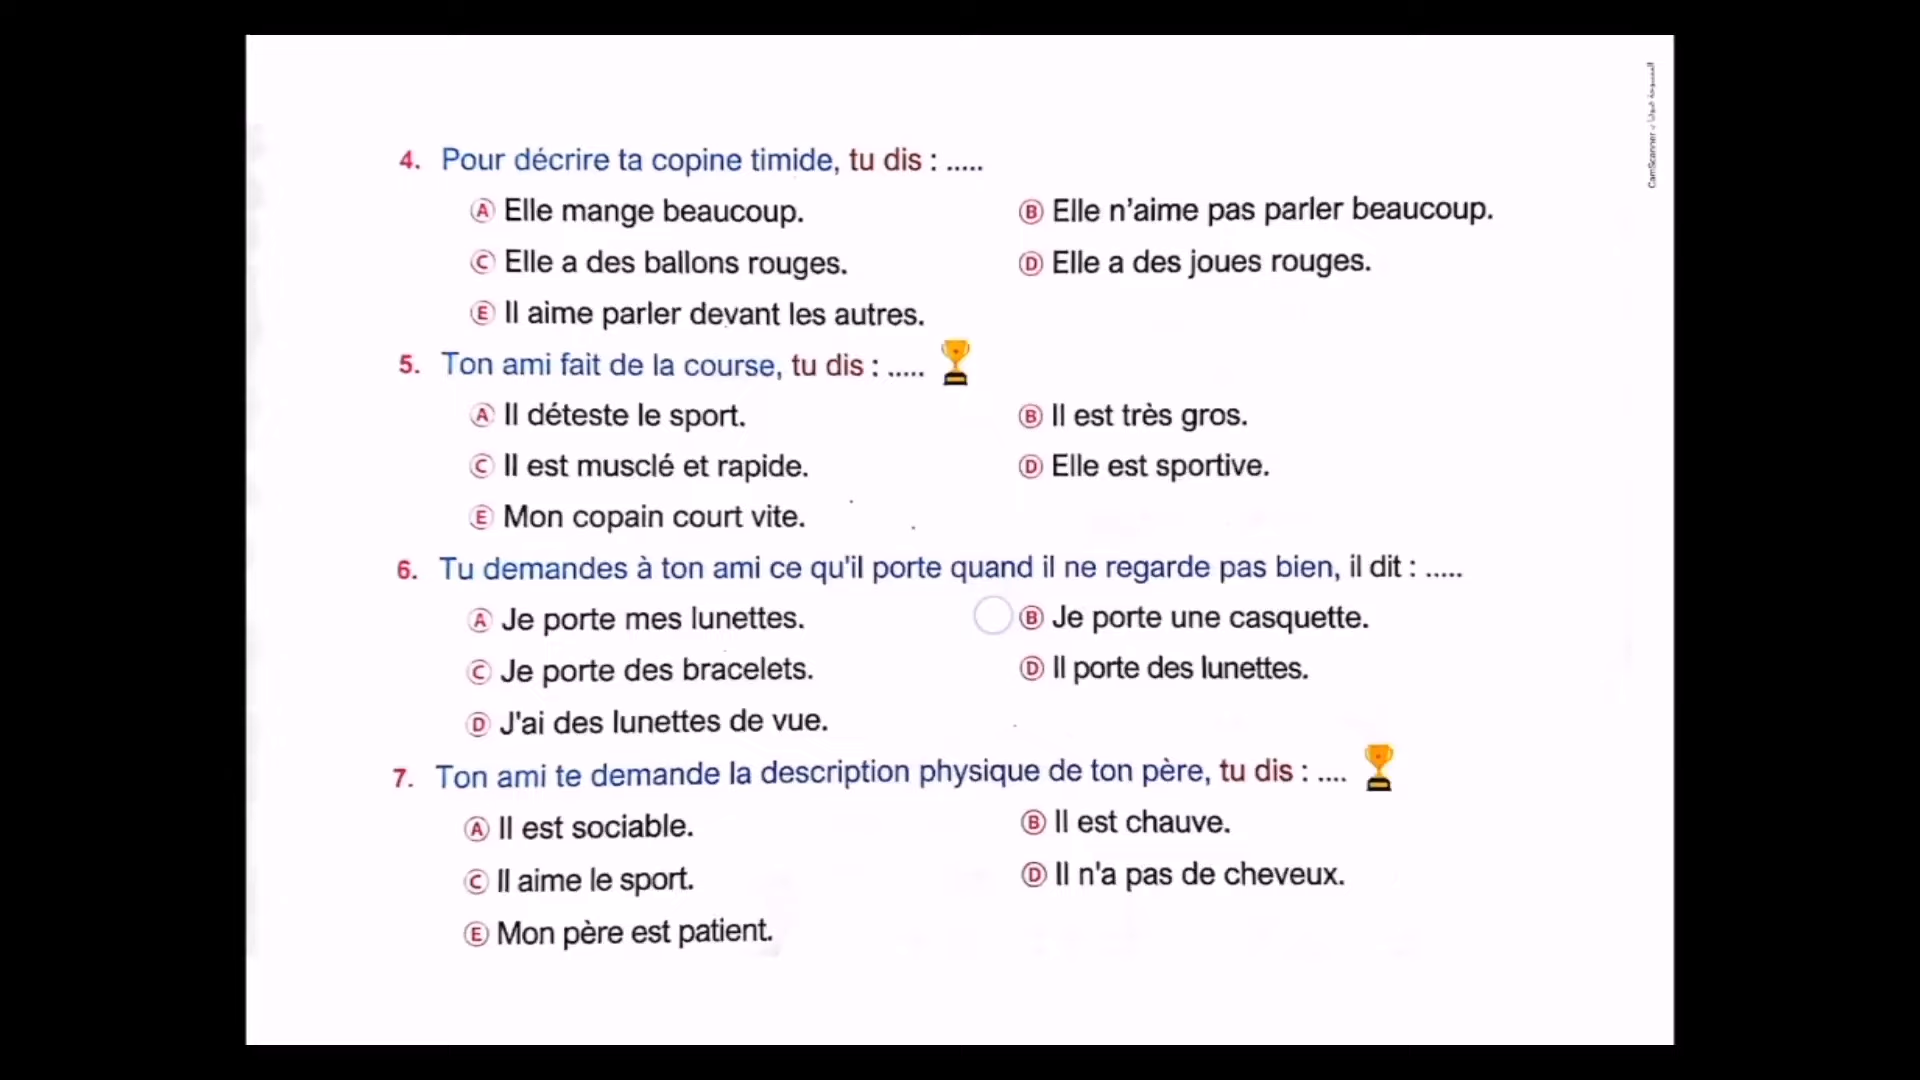 4. Pour décrire ta copine timide, tu dis : .....
A Elle mange beaucoup.
B Elle n'aime pas parler beaucoup.
C Elle a des ballons rouges.
D Elle a des joues rouges.
E Il aime parler devant les autres.
5. Ton ami fait de la course, tu dis : .....
A Il déteste le sport.
B Il est très gros.
C Il est musclé et rapide.
D Elle est sportive.
E Mon copain court vite.
6. Tu demandes à ton ami ce qu'il porte quand il ne regarde pas bien, il dit : .....
A Je porte mes lunettes.
B Je porte une casquette.
C Je porte des bracelets.
D Il porte des lunettes.
D J'ai des lunettes de vue.
7. Ton ami te demande la description physique de ton père, tu dis : ....
A Il est sociable.
B Il est chauve.
C Il aime le sport.
D Il n'a pas de cheveux.
E Mon père est patient.
CamScanner